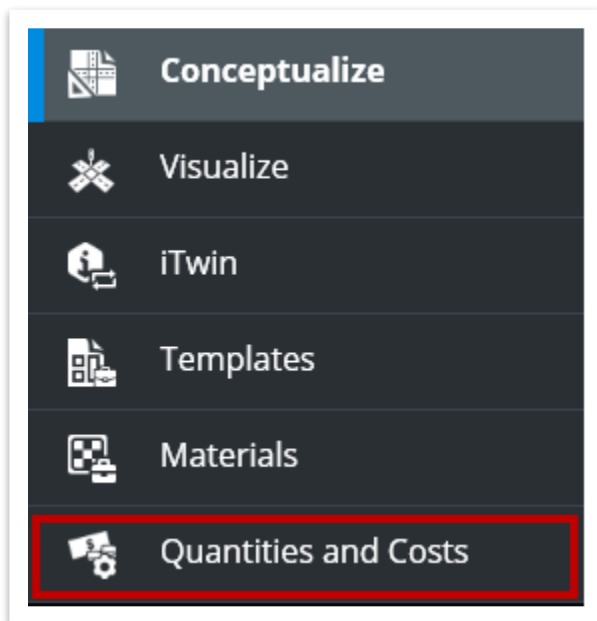 Conceptualize
Visualize
iTwin
Templates
Materials
Quantities and Costs